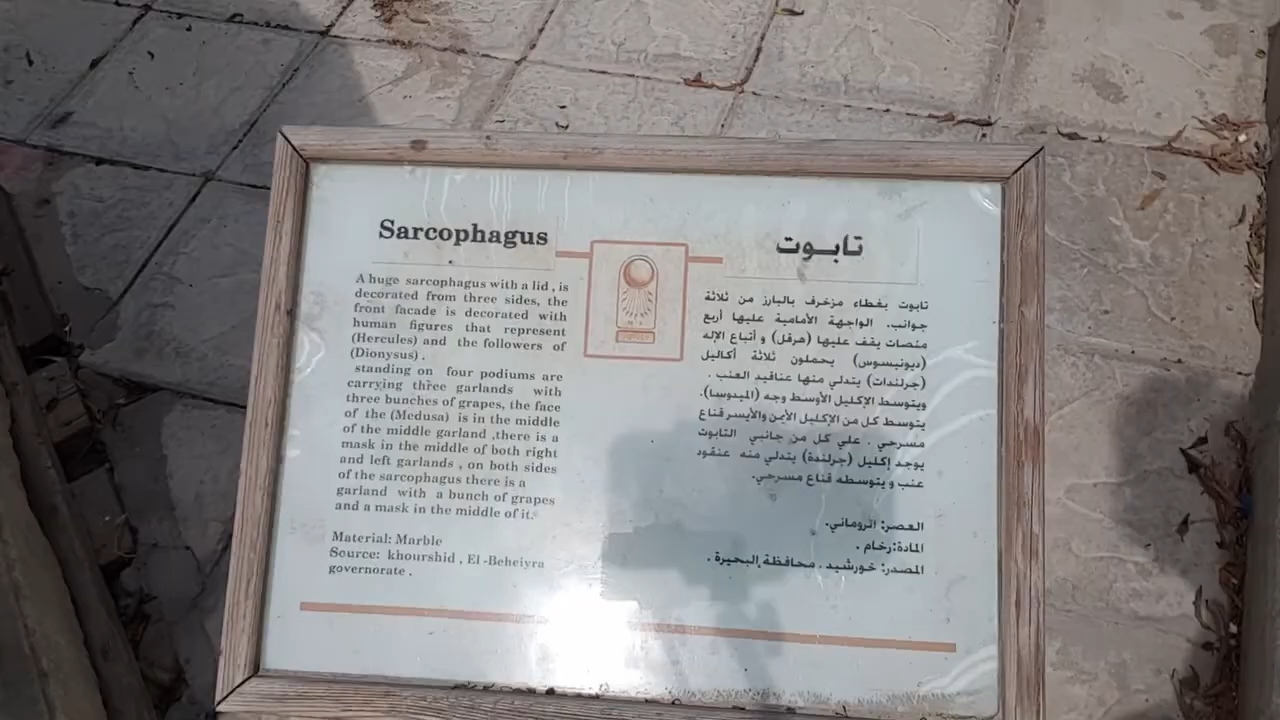 Sarcophagus
A huge sarcophagus with a lid , is
decorated from three sides, the
front facade is decorated with
human figures that represent
(Hercules) and the followers of
(Dionysus) .
standing on four podiums are
carrying three garlands with
three bunches of grapes, the face
of the (Medusa) is in the middle
of the middle garland ,there is a
mask in the middle of both right
and left garlands , on both sides
of the sarcophagus there is a
garland with a bunch of grapes
and a mask in the middle of it.
Material: Marble
Source: khourshid , El -Beheiyra
governorate .
تابوت
تابوت بغطاء مزخرف بالبارز من ثلاثة
جوانب. الواجهة الأمامية عليها أربع
منصات يقف عليها (هرقل) و أتباع الإله
(ديونيسوس) يحملون ثلاثة أكاليل
(جرلندات) يتدلي منها عناقيد العنب .
ويتوسط الإكليل الأوسط وجه (الميدوسا).
يتوسط كل من الإكليل الأيمن والأيسر قناع
مسرحي . علي كل من جانبي التابوت
يوجد إكليل (جرلندة) يتدلي منه عنقود
عنب و يتوسطه قناع مسرحي.
العصر: الروماني.
المادة:رخام .
المصدر: خورشيد . محافظة البحيرة .